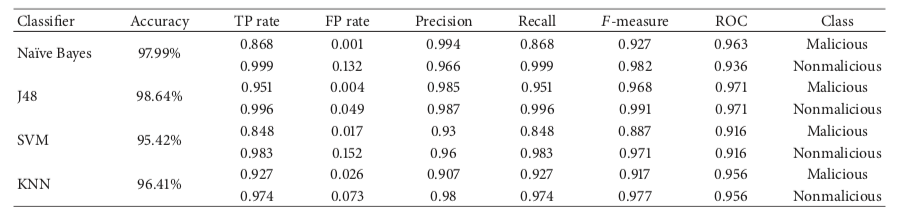 Classifier Accuracy TP rate FP rate Precision Recall F-measure ROC Class
Naïve Bayes 97.99% 0.868 0.001 0.994 0.868 0.927 0.963 Malicious
0.999 0.132 0.966 0.999 0.982 0.936 Nonmalicious
J48 98.64% 0.951 0.004 0.985 0.951 0.968 0.971 Malicious
0.996 0.049 0.987 0.996 0.991 0.971 Nonmalicious
SVM 95.42% 0.848 0.017 0.93 0.848 0.887 0.916 Malicious
0.983 0.152 0.96 0.983 0.971 0.916 Nonmalicious
KNN 96.41% 0.927 0.026 0.907 0.927 0.917 0.956 Malicious
0.974 0.073 0.98 0.974 0.977 0.956 Nonmalicious